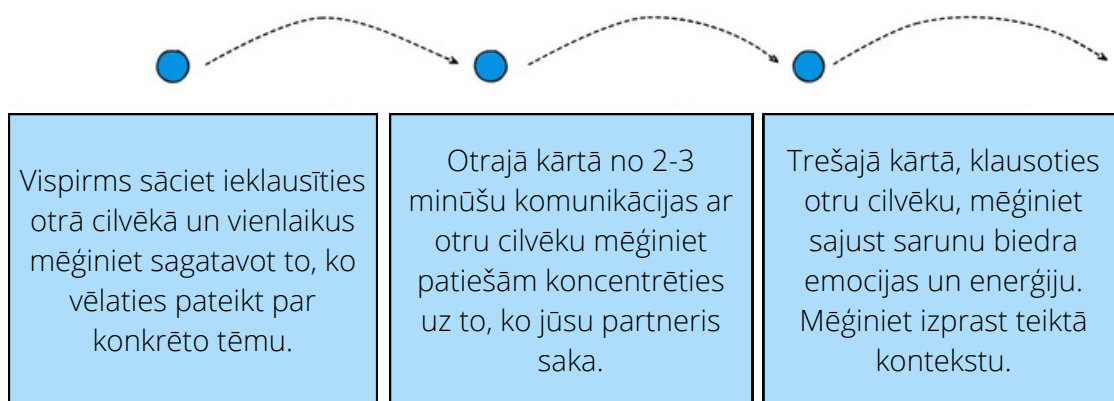 Vispirms sāciet ieklausīties
otrā cilvēkā un vienlaikus
mēģiniet sagatavot to, ko
vēlaties pateikt par
konkrēto tēmu.
Otrajā kārtā no 2-3
minūšu komunikācijas ar
otru cilvēku mēģiniet
patiešām koncentrēties
uz to, ko jūsu partneris
saka.
Trešajā kārtā, klausoties
otru cilvēku, mēģiniet
sajust sarunu biedra
emocijas un enerģiju.
Mēģiniet izprast teiktā
kontekstu.